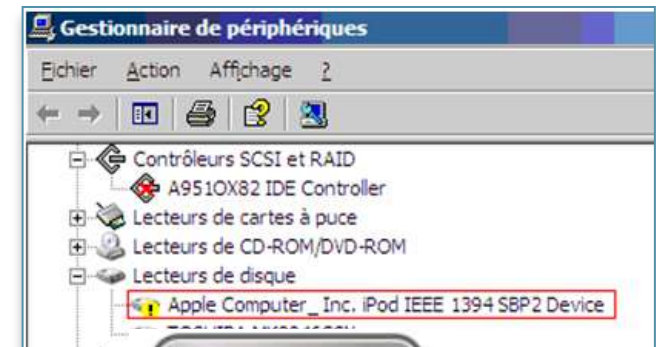 Gestionnaire de périphériques
Fichier Action Affichage ?
Contrôleurs SCSI et RAID
A951OX82 IDE Controller
Lecteurs de cartes à puce
Lecteurs de CD-ROM/DVD-ROM
Lecteurs de disque
Apple Computer_ Inc. iPod IEEE 1394 SBP2 Device